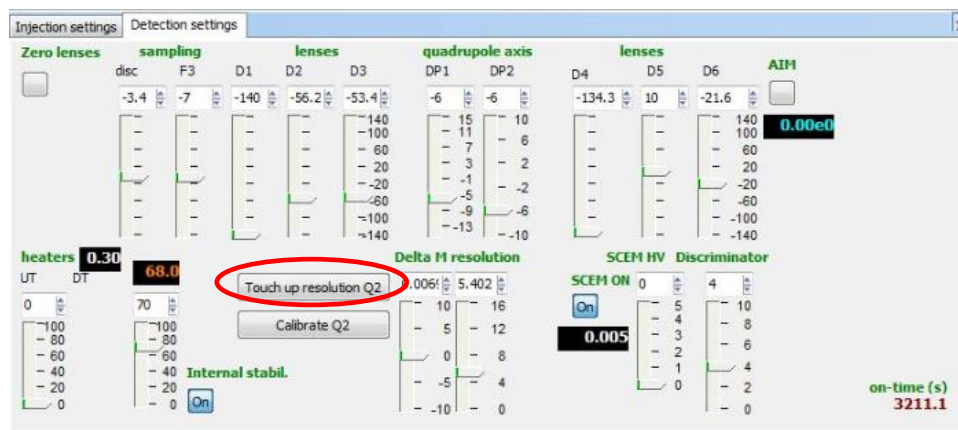 Injection settings Detection settings
Zero lenses sampling lenses quadrupole axis lenses AIM
disc F3 D1 D2 D3 DP1 DP2 D4 D5 D6
-3.4 -7 -140 -56.2 -53.4 -6 -6 -134.3 10 -21.6
0.00e0
140 15 10 140
100 11 6 100
60 7 2 60
20 3 -2 20
-20 -1 -6 -20
-60 -5 -10 -60
-100 -9 -100
-140 -13 -140
heaters 0.30 Delta M resolution SCEM HV Discriminator
UT DT 68.0 Touch up resolution Q2 5.402 SCEM ON 0 4
0 70 Calibrate Q2 On
0.005
100 100 10 16 5 10
80 80 5 12 4 8
60 60 0 8 3 6
40 40 -5 4 2 4
20 20 -10 0 1 2
0 0 0 0
Internal stabil.
On
on-time (s)
3211.1